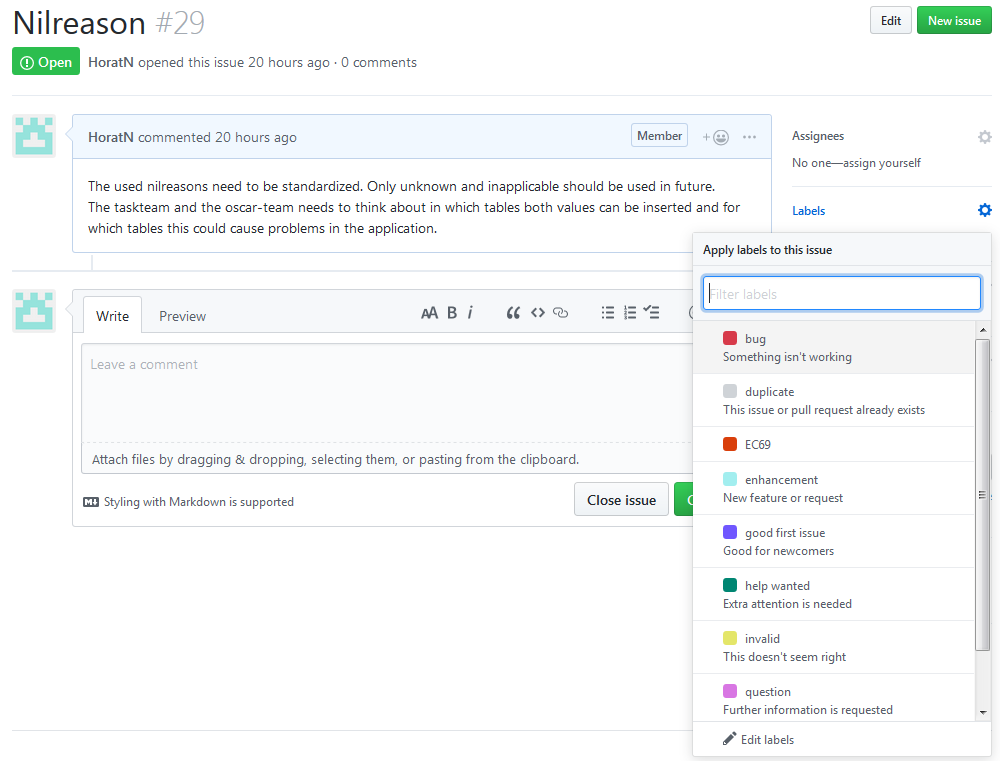 Nilreason #29
Edit
New issue
Open
HoratN opened this issue 20 hours ago · 0 comments
HoratN commented 20 hours ago
Member
The used nilreasons need to be standardized. Only unknown and inapplicable should be used in future.
The taskteam and the oscar-team needs to think about in which tables both values can be inserted and for
which tables this could cause problems in the application.
Write
Preview
AA B i
Leave a comment
Attach files by dragging & dropping, selecting them, or pasting from the clipboard.
Styling with Markdown is supported
Close issue
Assignees
No one—assign yourself
Labels
Apply labels to this issue
Filter labels
bug
Something isn't working
duplicate
This issue or pull request already exists
EC69
enhancement
New feature or request
good first issue
Good for newcomers
help wanted
Extra attention is needed
invalid
This doesn't seem right
question
Further information is requested
Edit labels